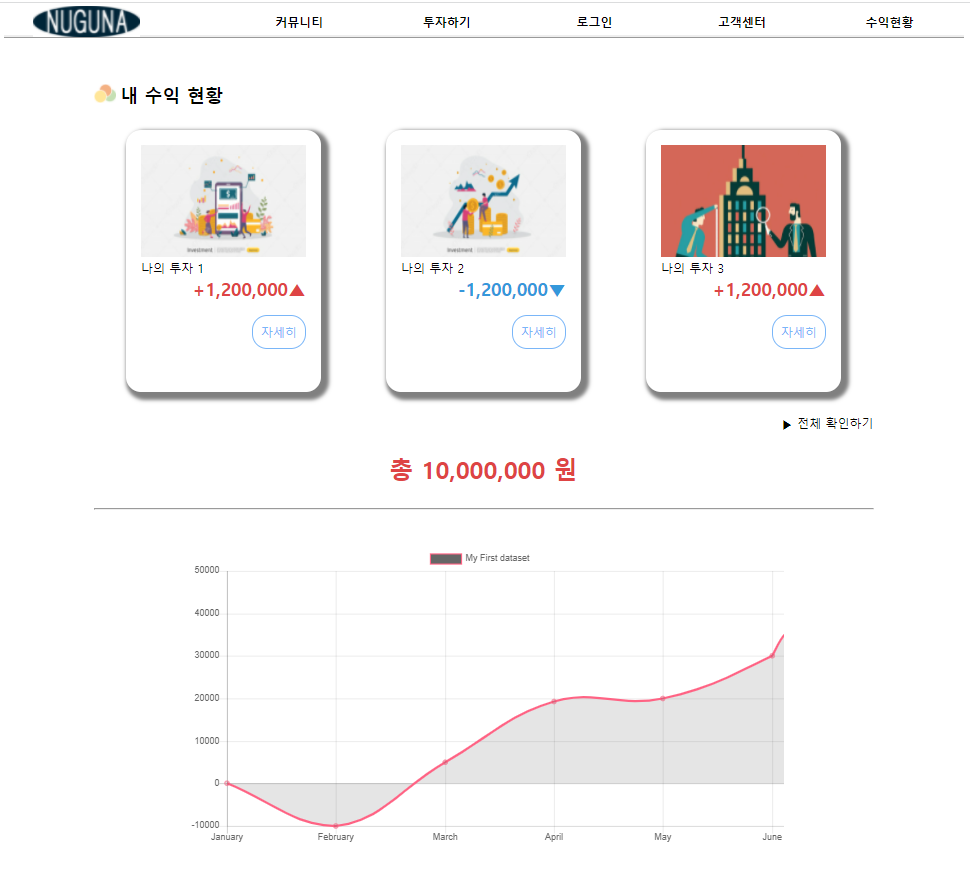 NUGUNA 커뮤니티 투자하기 로그인 고객센터 수익현황
내 수익 현황
Investment
나의 투자 1
+1,200,000▲
자세히
Investment
나의 투자 2
-1,200,000▼
자세히
나의 투자 3
+1,200,000▲
자세히
▶ 전체 확인하기
총 10,000,000 원
My First dataset
50000
40000
30000
20000
10000
0
-10000
January February March April May June